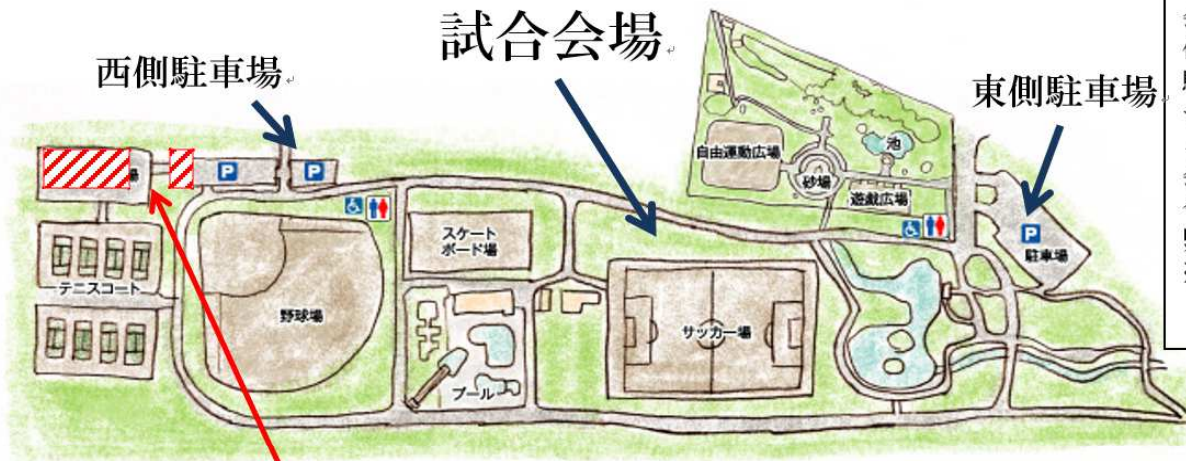 試合会場
西側駐車場
東側駐車場
自由運動広場
池
砂場
遊戯広場
P
P
P
駐車場
スケート
ボード場
テニスコート
野球場
サッカー場
プール